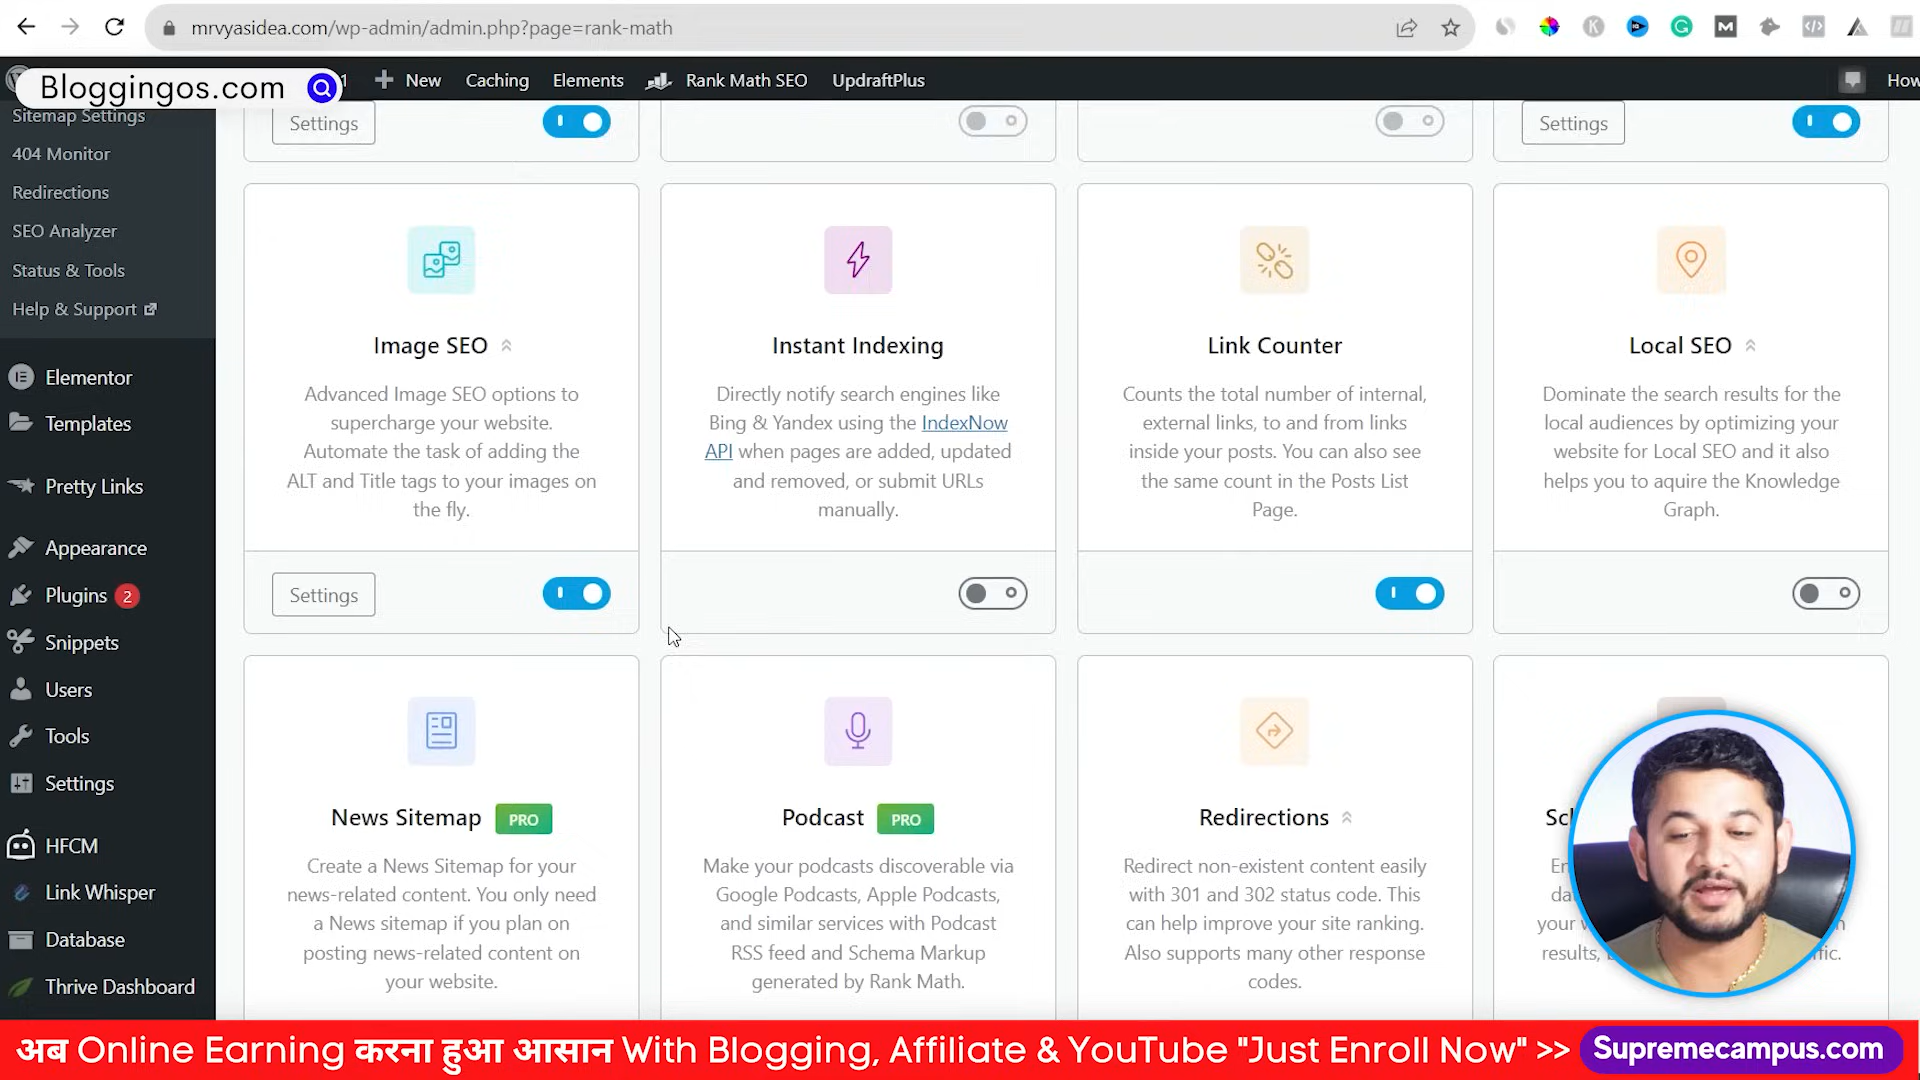 mrvyasidea.com/wp-admin/admin.php?page=rank-math
Bloggingos.com
New
Caching
Elements
Rank Math SEO
UpdraftPlus
How
Sitemap Settings
404 Monitor
Redirections
SEO Analyzer
Status & Tools
Help & Support
Elementor
Templates
Pretty Links
Appearance
Plugins 2
Snippets
Users
Tools
Settings
HFCM
Link Whisper
Database
Thrive Dashboard
Settings
Settings
Image SEO
Advanced Image SEO options to
supercharge your website.
Automate the task of adding the
ALT and Title tags to your images on
the fly.
Settings
Instant Indexing
Directly notify search engines like
Bing & Yandex using the IndexNow
API when pages are added, updated
and removed, or submit URLs
manually.
Link Counter
Counts the total number of internal,
external links, to and from links
inside your posts. You can also see
the same count in the Posts List
Page.
Local SEO
Dominate the search results for the
local audiences by optimizing your
website for Local SEO and it also
helps you to aquire the Knowledge
Graph.
News Sitemap PRO
Create a News Sitemap for your
news-related content. You only need
a News sitemap if you plan on
posting news-related content on
your website.
Podcast PRO
Make your podcasts discoverable via
Google Podcasts, Apple Podcasts,
and similar services with Podcast
RSS feed and Schema Markup
generated by Rank Math.
Redirections
Redirect non-existent content easily
with 301 and 302 status code. This
can help improve your site ranking.
Also supports many other response
codes.
results,
अब Online Earning करना हुआ आसान With Blogging, Affiliate & YouTube "Just Enroll Now" >> Supremecampus.com